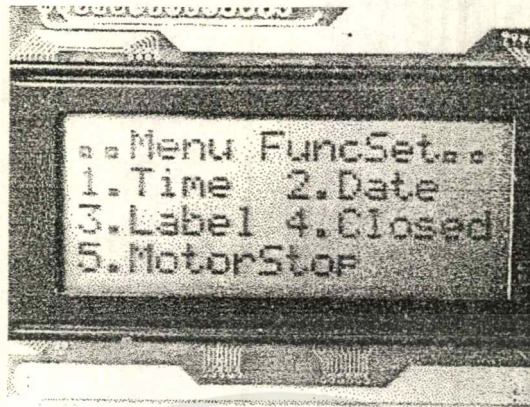 ..Menu FuncSet..
1.Time 2.Date
3.Label 4.Closed
5.MotorStop